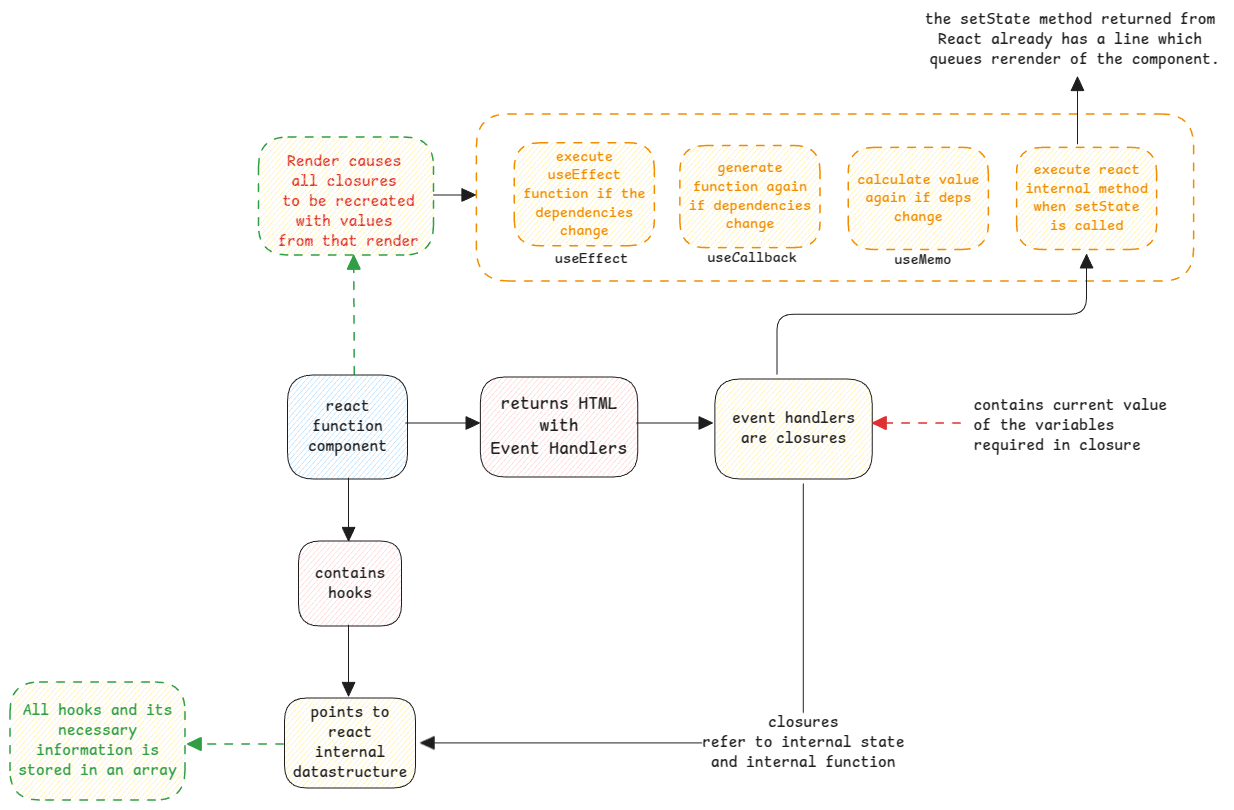 the setState method returned from
React already has a line which
queues rerender of the component.
Render causes
all closures
to be recreated
with values
from that render
execute
useEffect
function if the
dependencies
change
useEffect
generate
function again
if dependencies
change
useCallback
calculate value
again if deps
change
useMemo
execute react
internal method
when setState
is called
react
function
component
returns HTML
with
Event Handlers
event handlers
are closures
contains current value
of the variables
required in closure
contains
hooks
All hooks and its
necessary
information is
stored in an array
points to
react
internal
datastructure
closures
refer to internal state
and internal function